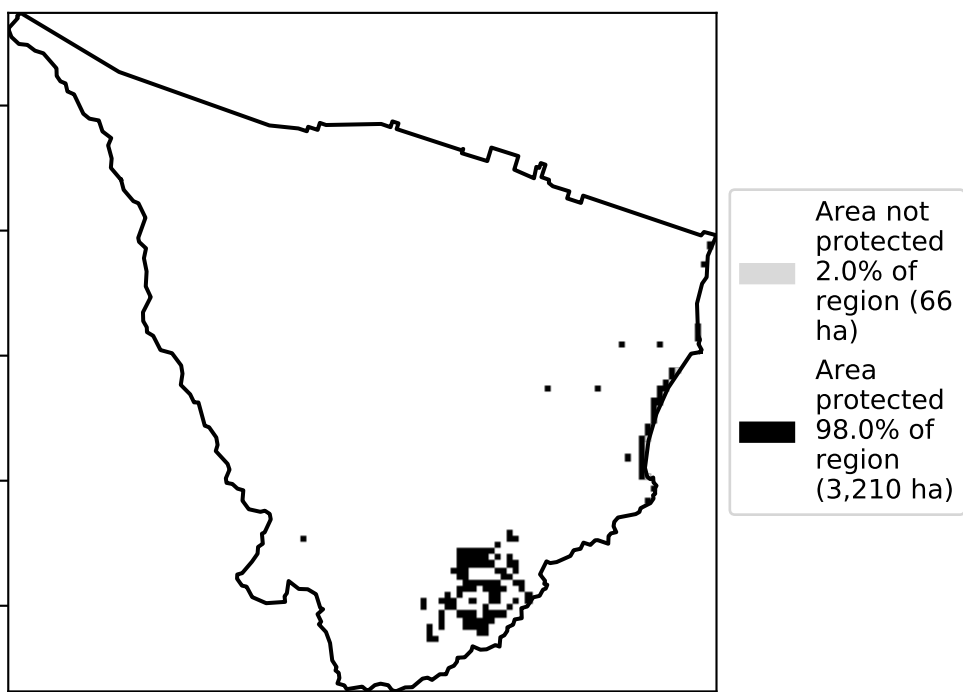 Area not
protected
2.0% of
region (66
ha)
Area
protected
98.0% of
region
(3,210 ha)